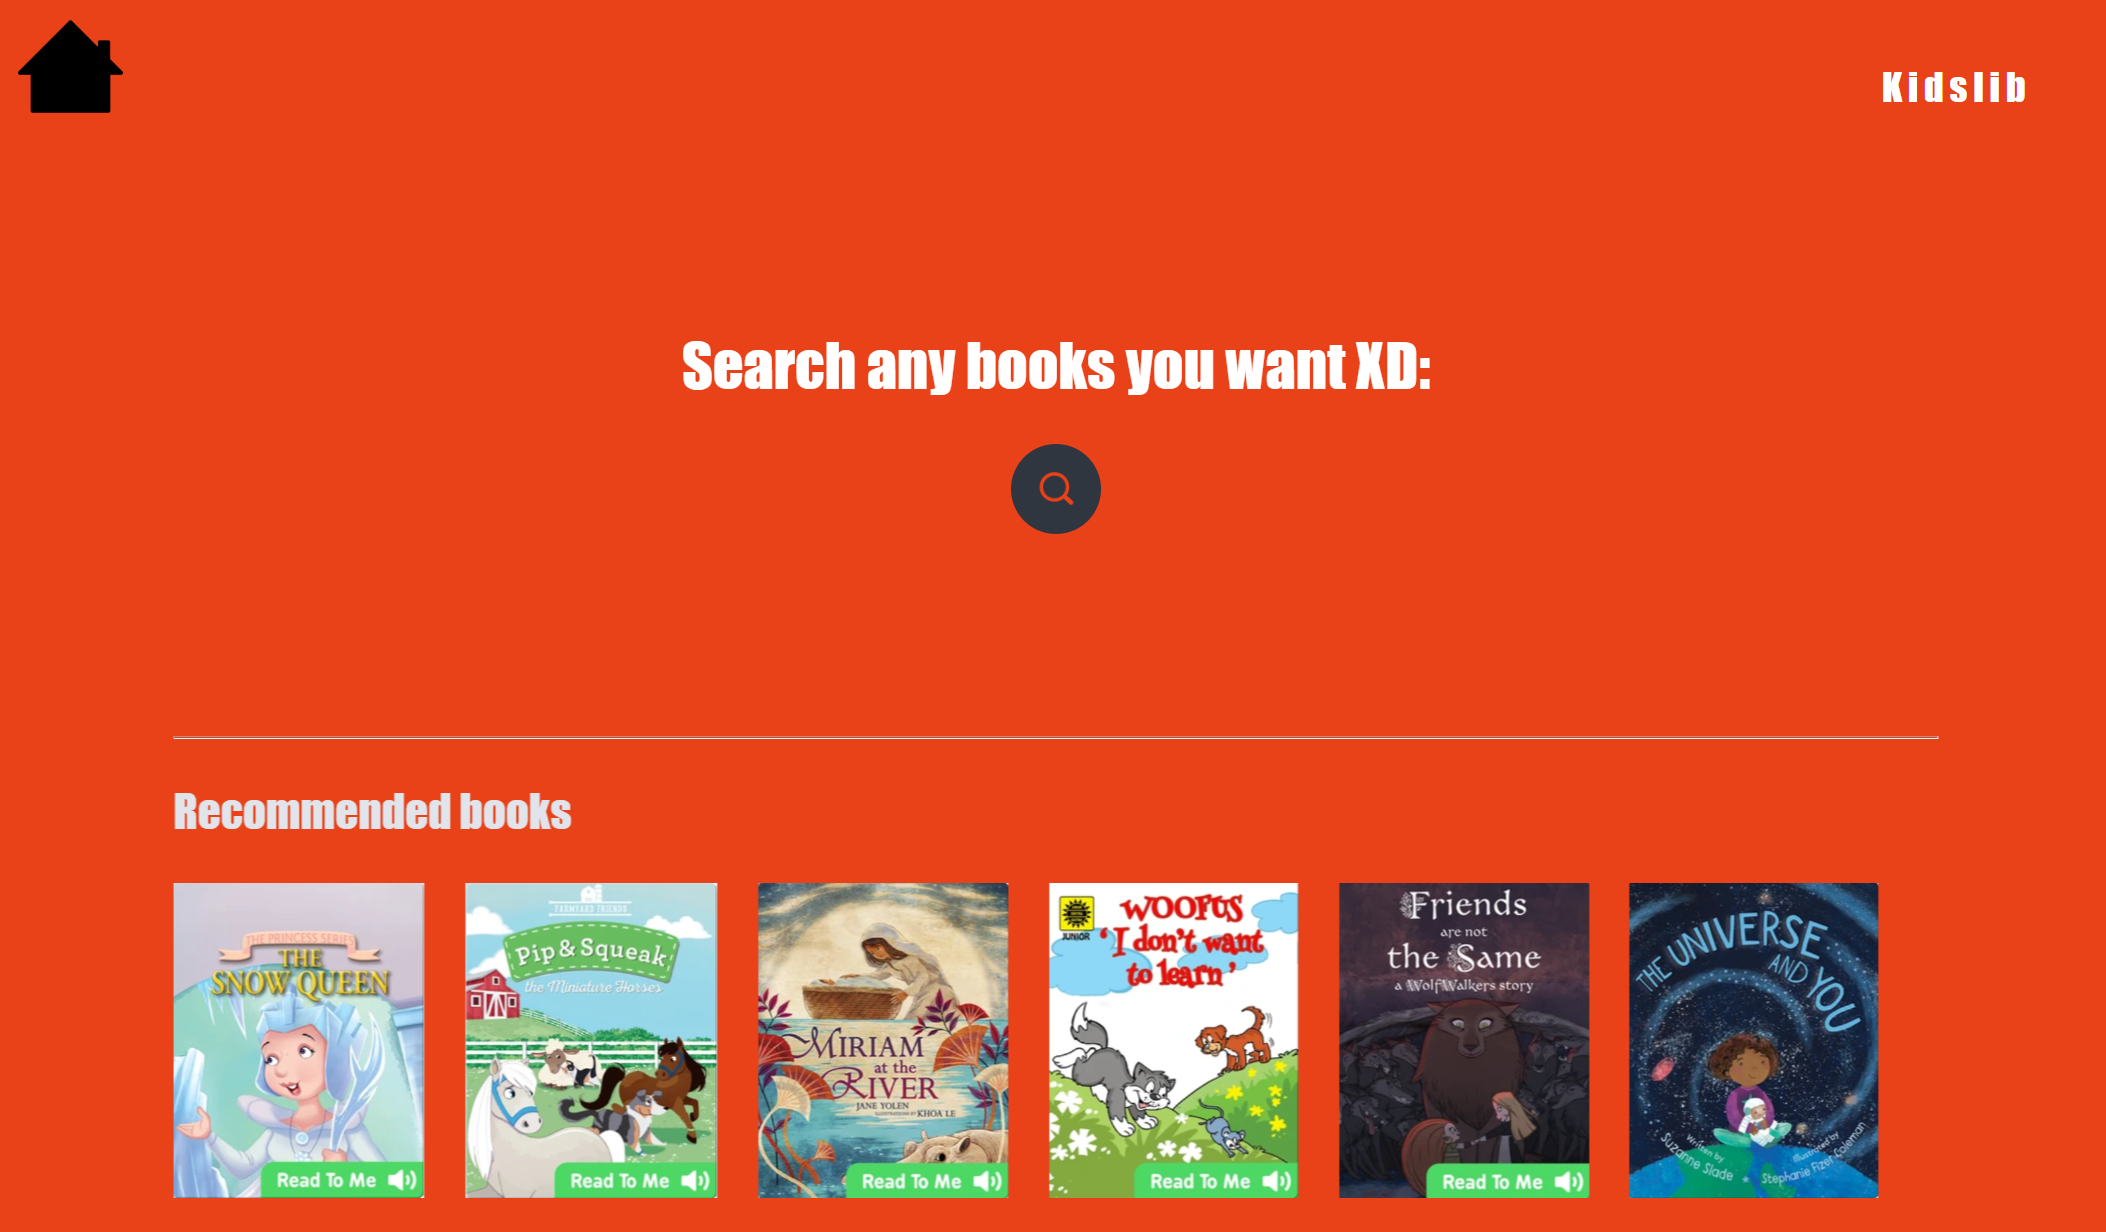 Kidslib
Search any books you want XD:
Recommended books
THE PRINCESS SERIES
THE
SNOW QUEEN
Read To Me
FARMYARD FRIENDS
Pip & Squeak
the Miniature Horses
Read To Me
MIRIAM
at the
RIVER
JANE YOLEN
ILLUSTRATIONS BY KHOA LE
Read To Me
JUNIOR
WOOFUS
'I don't want
to learn'
Read To Me
Friends
are not
the Same
a WolfWalkers story
Read To Me
THE UNIVERSE
AND YOU
Written by
Suzanne Slade
Illustrated by
Stephanie Fizer Coleman